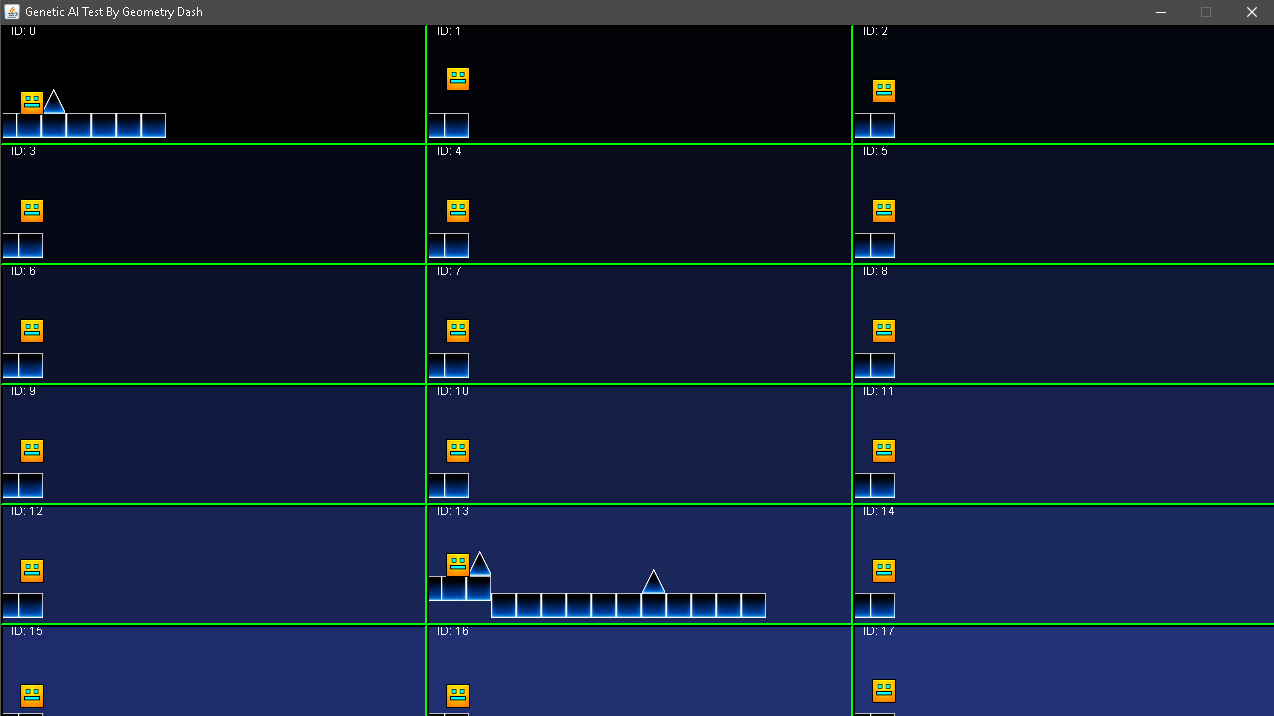 Genetic AI Test By Geometry Dash
ID: 0
ID: 1
ID: 2
ID: 3
ID: 4
ID: 5
ID: 6
ID: 7
ID: 8
ID: 9
ID: 10
ID: 11
ID: 12
ID: 13
ID: 14
ID: 15
ID: 16
ID: 17